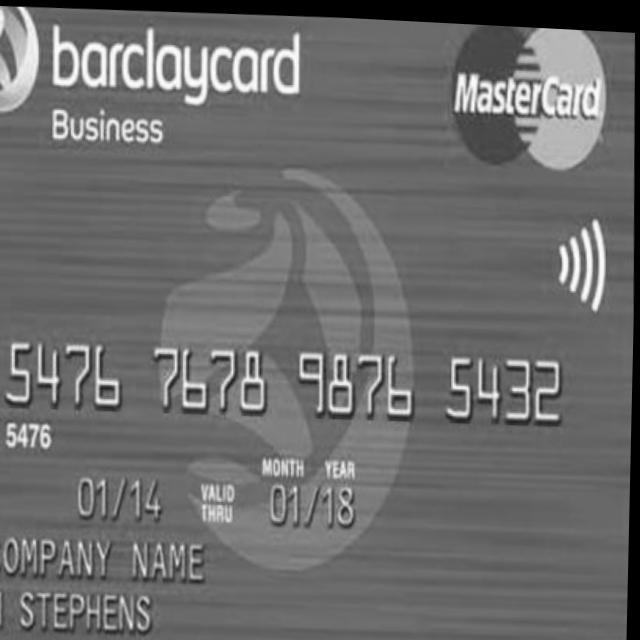 barclaycard
Business
MasterCard
5476 7678 9876 5432
5476
MONTH YEAR
01/14 VALID THRU 01/18
OMPANY NAME
STEPHENS